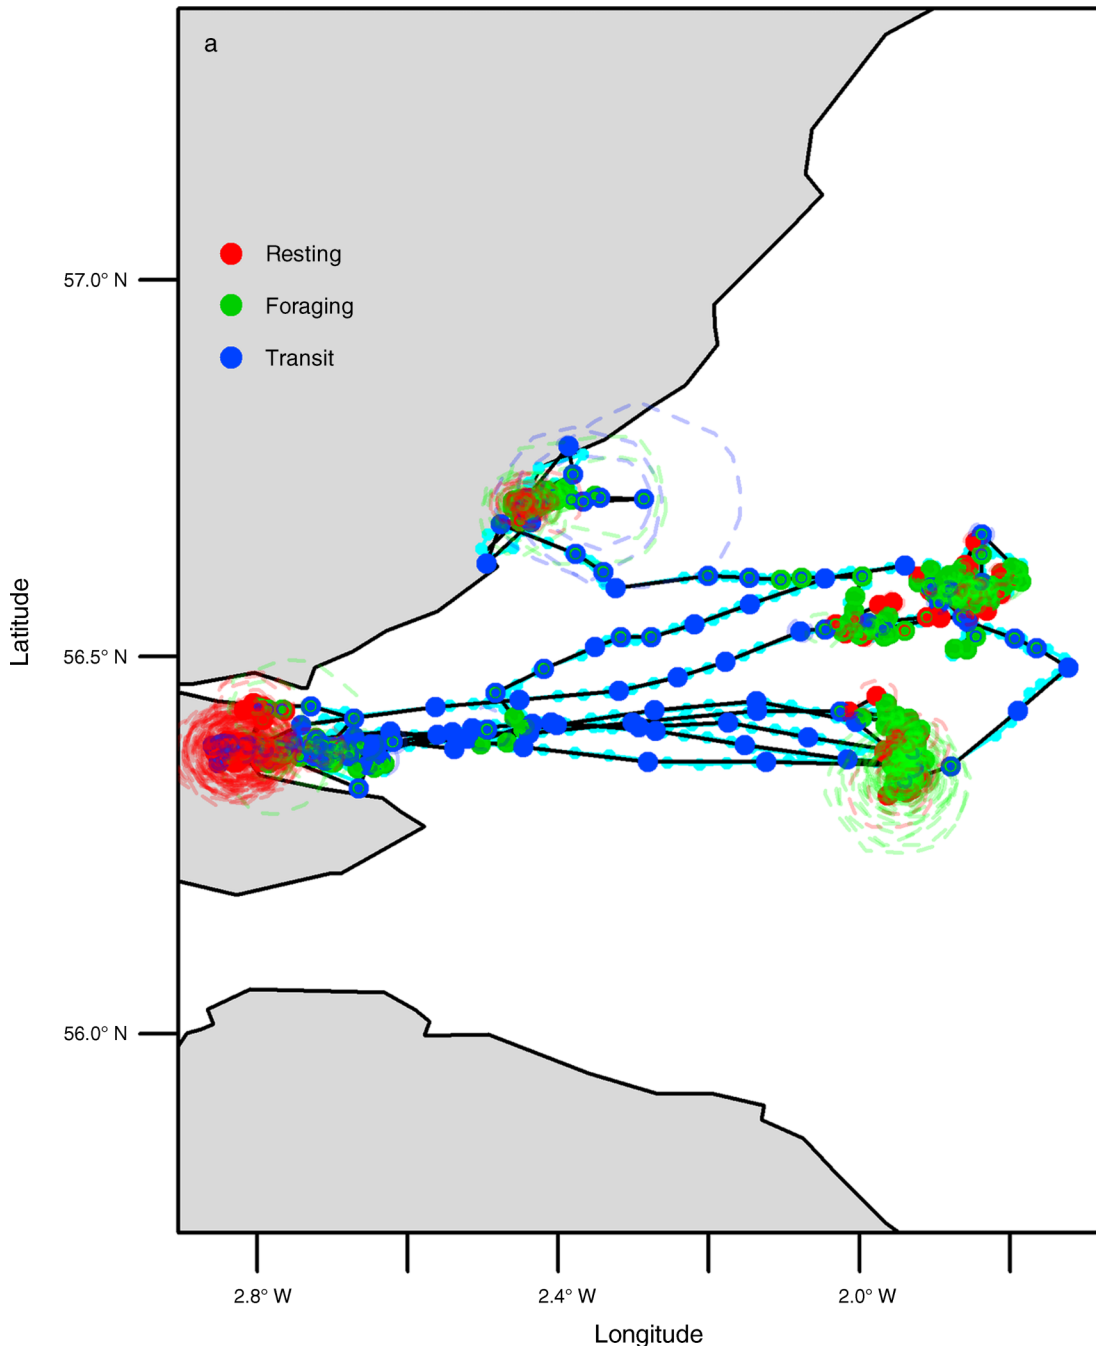 a
Resting
57.0° N
Foraging
Transit
Latitude
56.5° N
56.0° N
2.8° W
2.4° W
2.0° W
Longitude